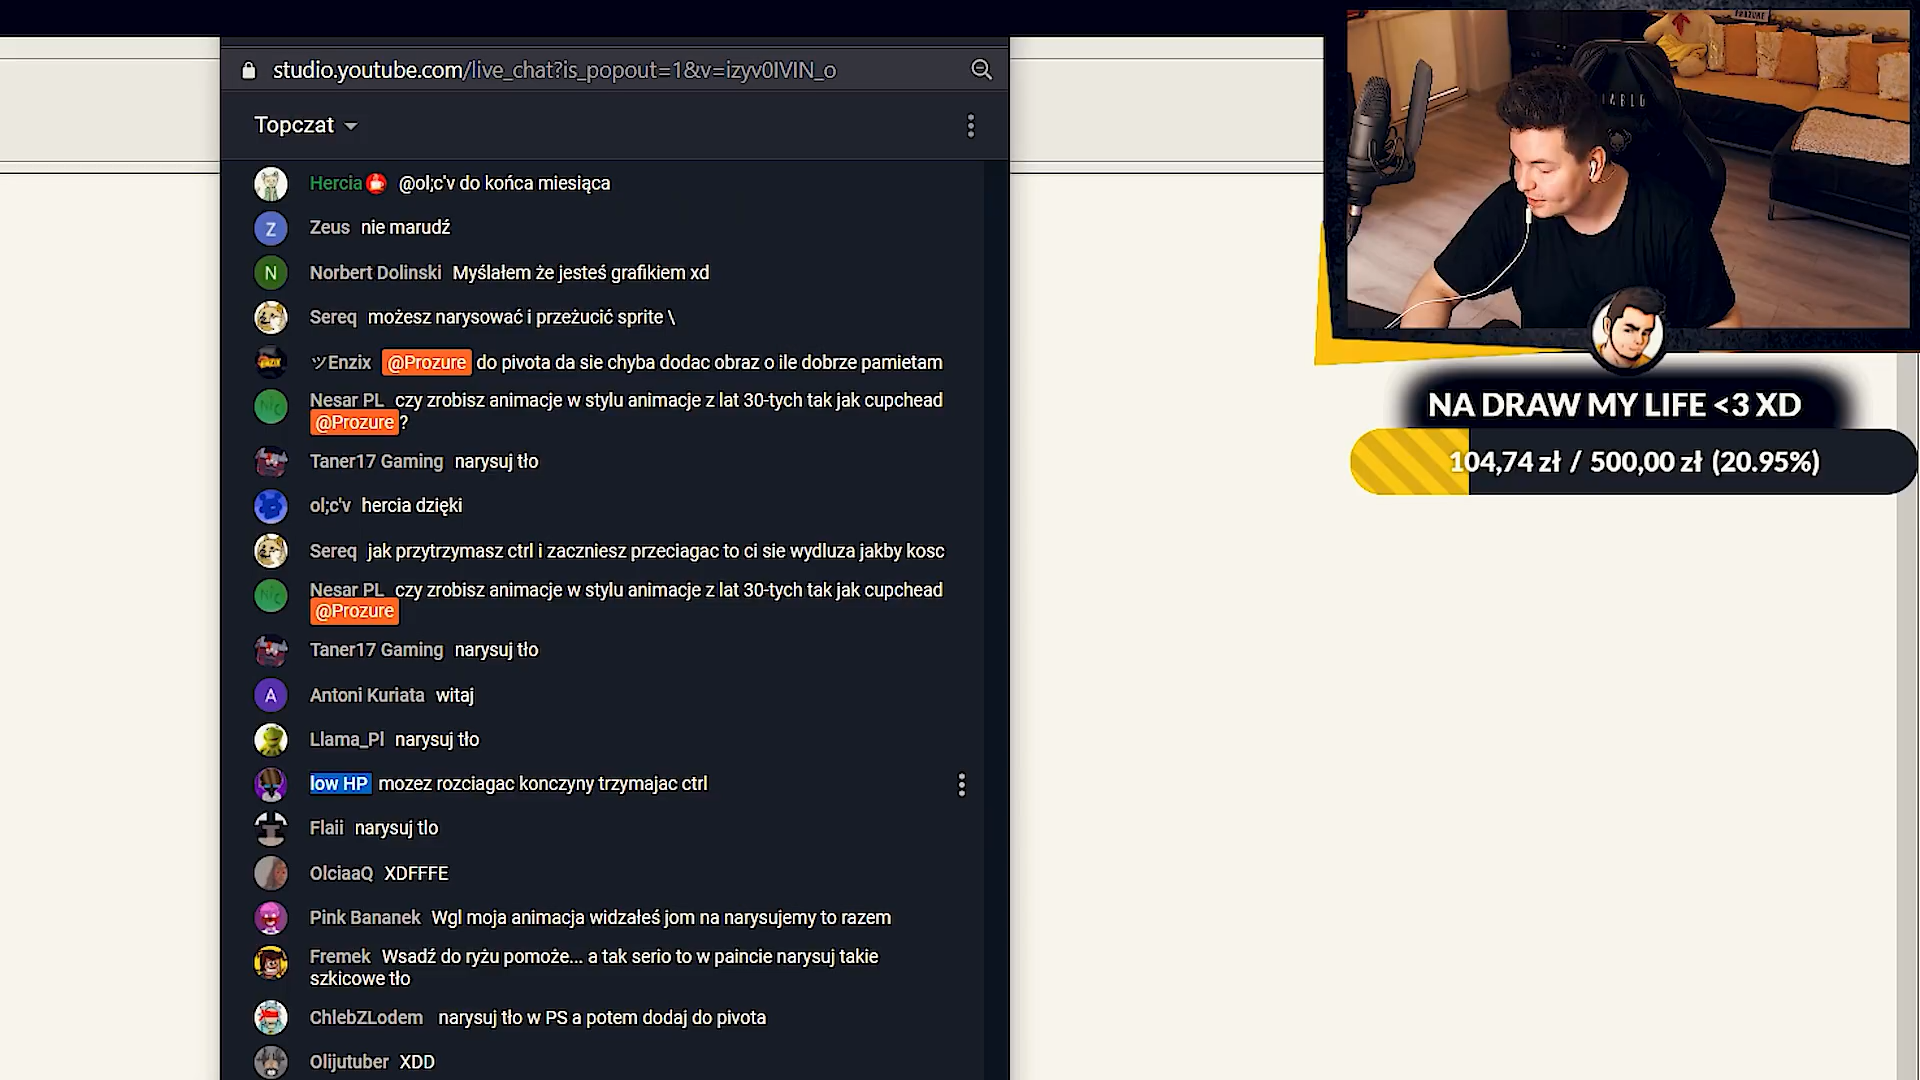 studio.youtube.com/live_chat?is_popout=1&v=izyv0IVIN_o
Topczat
Hercia @ol;c'v do końca miesiąca
Z Zeus nie marudź
N Norbert Dolinski Myślałem że jesteś grafikiem xd
Sereq możesz narysować i przeżucić sprite \
ツEnzix @Prozure do pivota da sie chyba dodac obraz o ile dobrze pamietam
Nesar PL czy zrobisz animacje w stylu animacje z lat 30-tych tak jak cupchead
@Prozure ?
Taner17 Gaming narysuj tło
ol;c'v hercia dzięki
Sereq jak przytrzymasz ctrl i zaczniesz przeciagac to ci sie wydluza jakby kosc
Nesar PL czy zrobisz animacje w stylu animacje z lat 30-tych tak jak cupchead
@Prozure
Taner17 Gaming narysuj tło
A Antoni Kuriata witaj
Llama_Pl narysuj tło
low HP mozez rozciagac konczyny trzymajac ctrl
Flaii narysuj tlo
OlciaaQ XDFFFE
Pink Bananek Wgl moja animacja widzałeś jom na narysujemy to razem
Fremek Wsadź do ryżu pomoże... a tak serio to w paincie narysuj takie
szkicowe tło
ChlebZLodem narysuj tło w PS a potem dodaj do pivota
Olijutuber XDD
DIABLO
NA DRAW MY LIFE <3 XD
104,74 zł / 500,00 zł (20.95%)